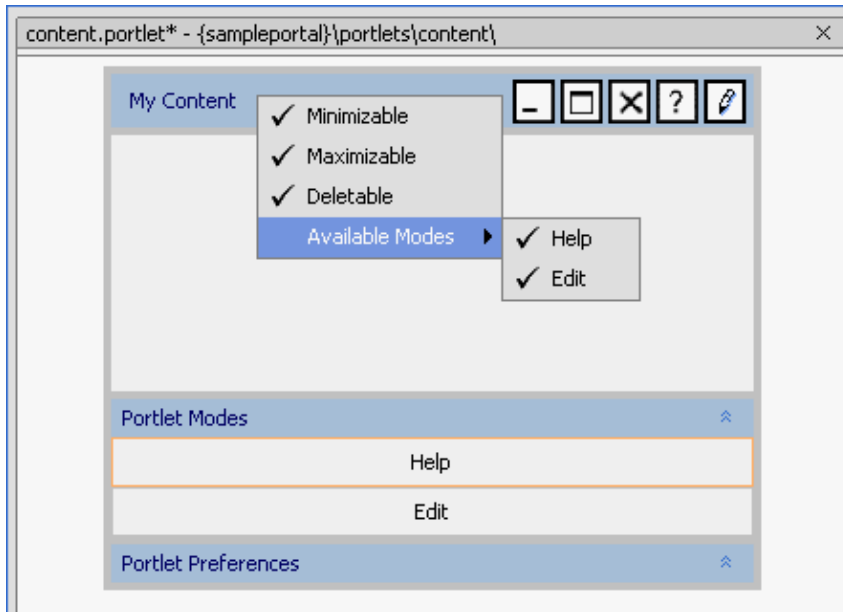 content.portlet* - {sampleportal}\portlets\content\
My Content
Minimizable
Maximizable
Deletable
Available Modes
Help
Edit
Portlet Modes
Help
Edit
Portlet Preferences